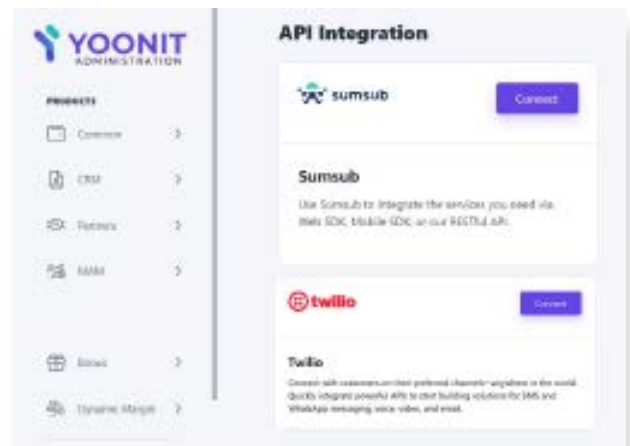 YOONIT
ADMINISTRATION
PRODUCTS
Common
CRM
Partners
MAM
Bonus
Dynamic Margin
API Integration
sumsub
Connect
Sumsub
Use Sumsub to integrate the services you need via
Web SDK, Mobile SDK, or our RESTful API.
twilio
Connect
Twilio
Connect with customers on their preferred channels—anywhere in the world.
Quickly integrate powerful APIs to start building solutions for SMS and
WhatsApp messaging, voice, video, and email.